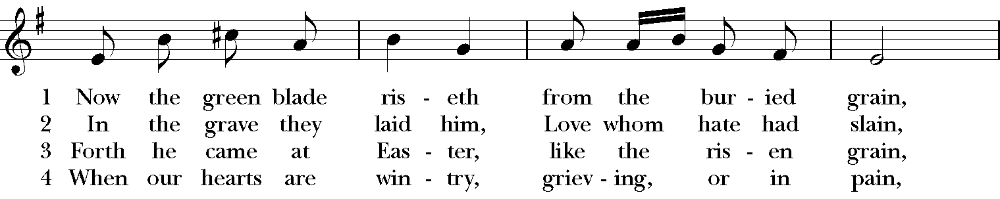 1 Now the green blade ris - eth from the bur - ied grain,
2 In the grave they laid him, Love whom hate had slain,
3 Forth he came at Eas - ter, like the ris - en grain,
4 When our hearts are win - try, griev - ing, or in pain,